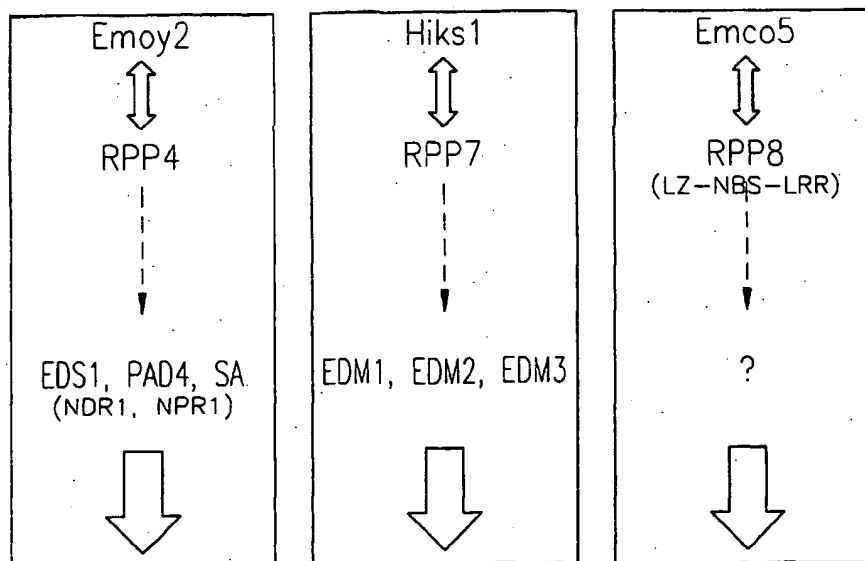 Emoy2
RPP4
EDS1, PAD4, SA
(NDR1, NPR1)
Hiks1
RPP7
EDM1, EDM2, EDM3
Emco5
RPP8
(LZ-NBS-LRR)
?